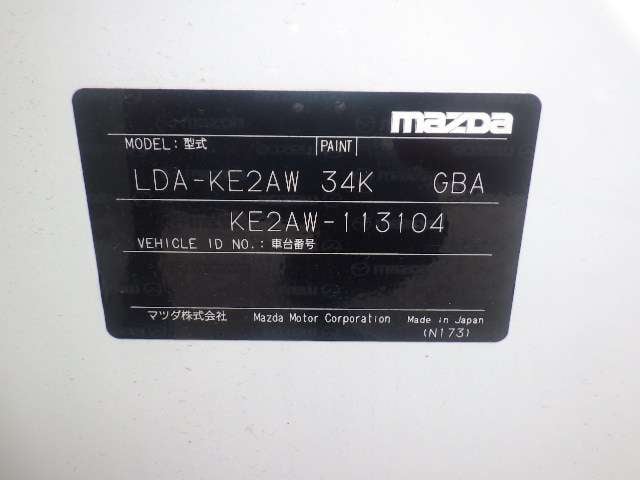 mazda
MODEL: 型式 PAINT
LDA-KE2AW 34K GBA
KE2AW-113104
VEHICLE ID NO.: 車台番号
マツダ株式会社 Mazda Motor Corporation Made in Japan
(N173)